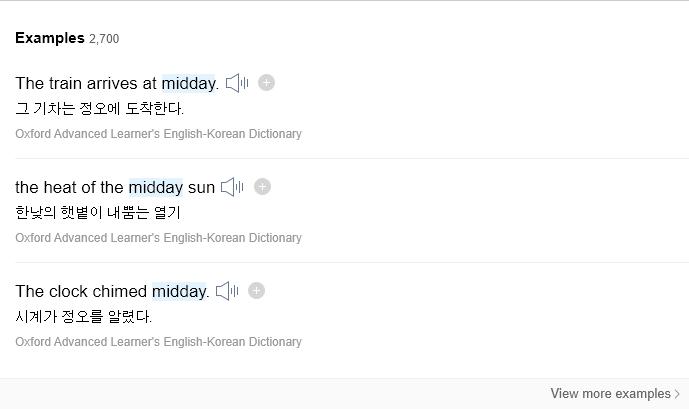 Examples 2,700
The train arrives at midday.
그 기차는 정오에 도착한다.
Oxford Advanced Learner's English-Korean Dictionary
the heat of the midday sun
한낮의 햇볕이 내뿜는 열기
Oxford Advanced Learner's English-Korean Dictionary
The clock chimed midday.
시계가 정오를 알렸다.
Oxford Advanced Learner's English-Korean Dictionary
View more examples